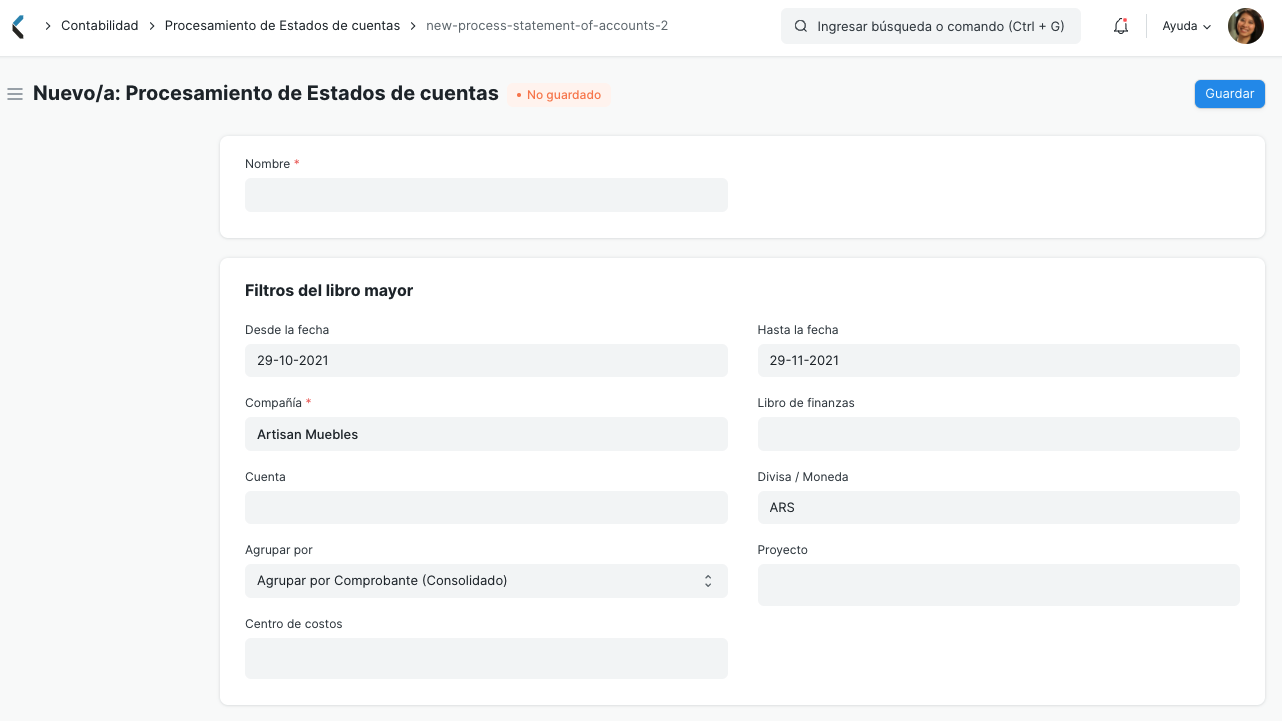 Contabilidad
Procesamiento de Estados de cuentas
new-process-statement-of-accounts-2
Ingresar búsqueda o comando (Ctrl + G)
Ayuda
Nuevo/a: Procesamiento de Estados de cuentas
• No guardado
Guardar
Nombre *
Filtros del libro mayor
Desde la fecha
29-10-2021
Hasta la fecha
29-11-2021
Compañía *
Artisan Muebles
Libro de finanzas
Cuenta
Divisa / Moneda
ARS
Agrupar por
Agrupar por Comprobante (Consolidado)
Proyecto
Centro de costos